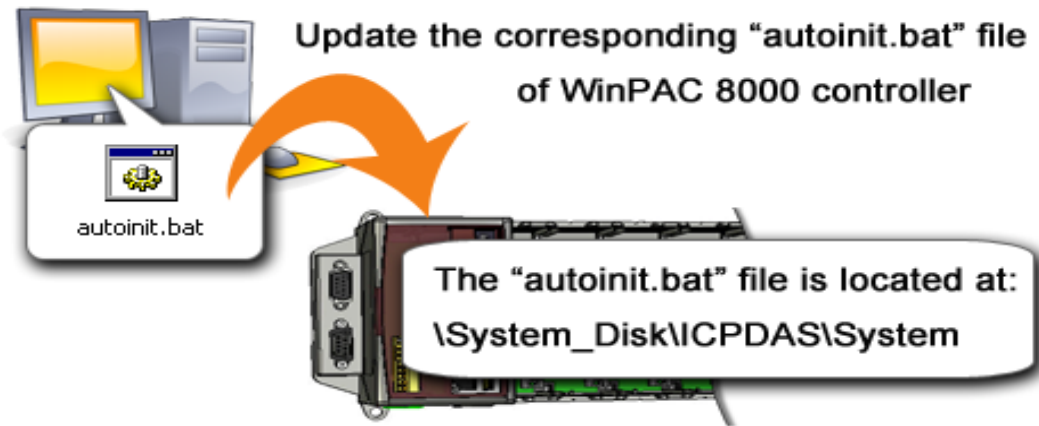 Update the corresponding “autoinit.bat” file
of WinPAC 8000 controller
autoinit.bat
The “autoinit.bat” file is located at:
\System_Disk\ICPDAS\System